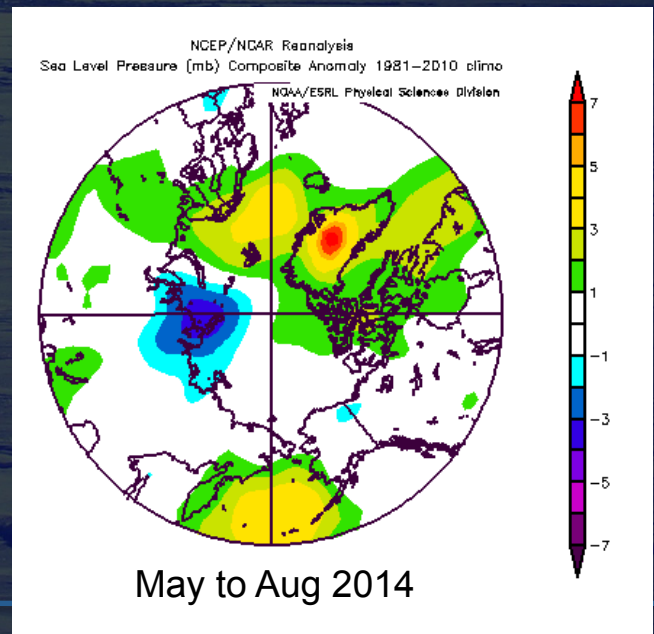 NCEP/NCAR Reanalysis
Sea Level Pressure (mb) Composite Anomaly 1981-2010 climo
NOAA/ESRL Physical Sciences Division
7
5
3
1
-1
-3
-5
-7
May to Aug 2014